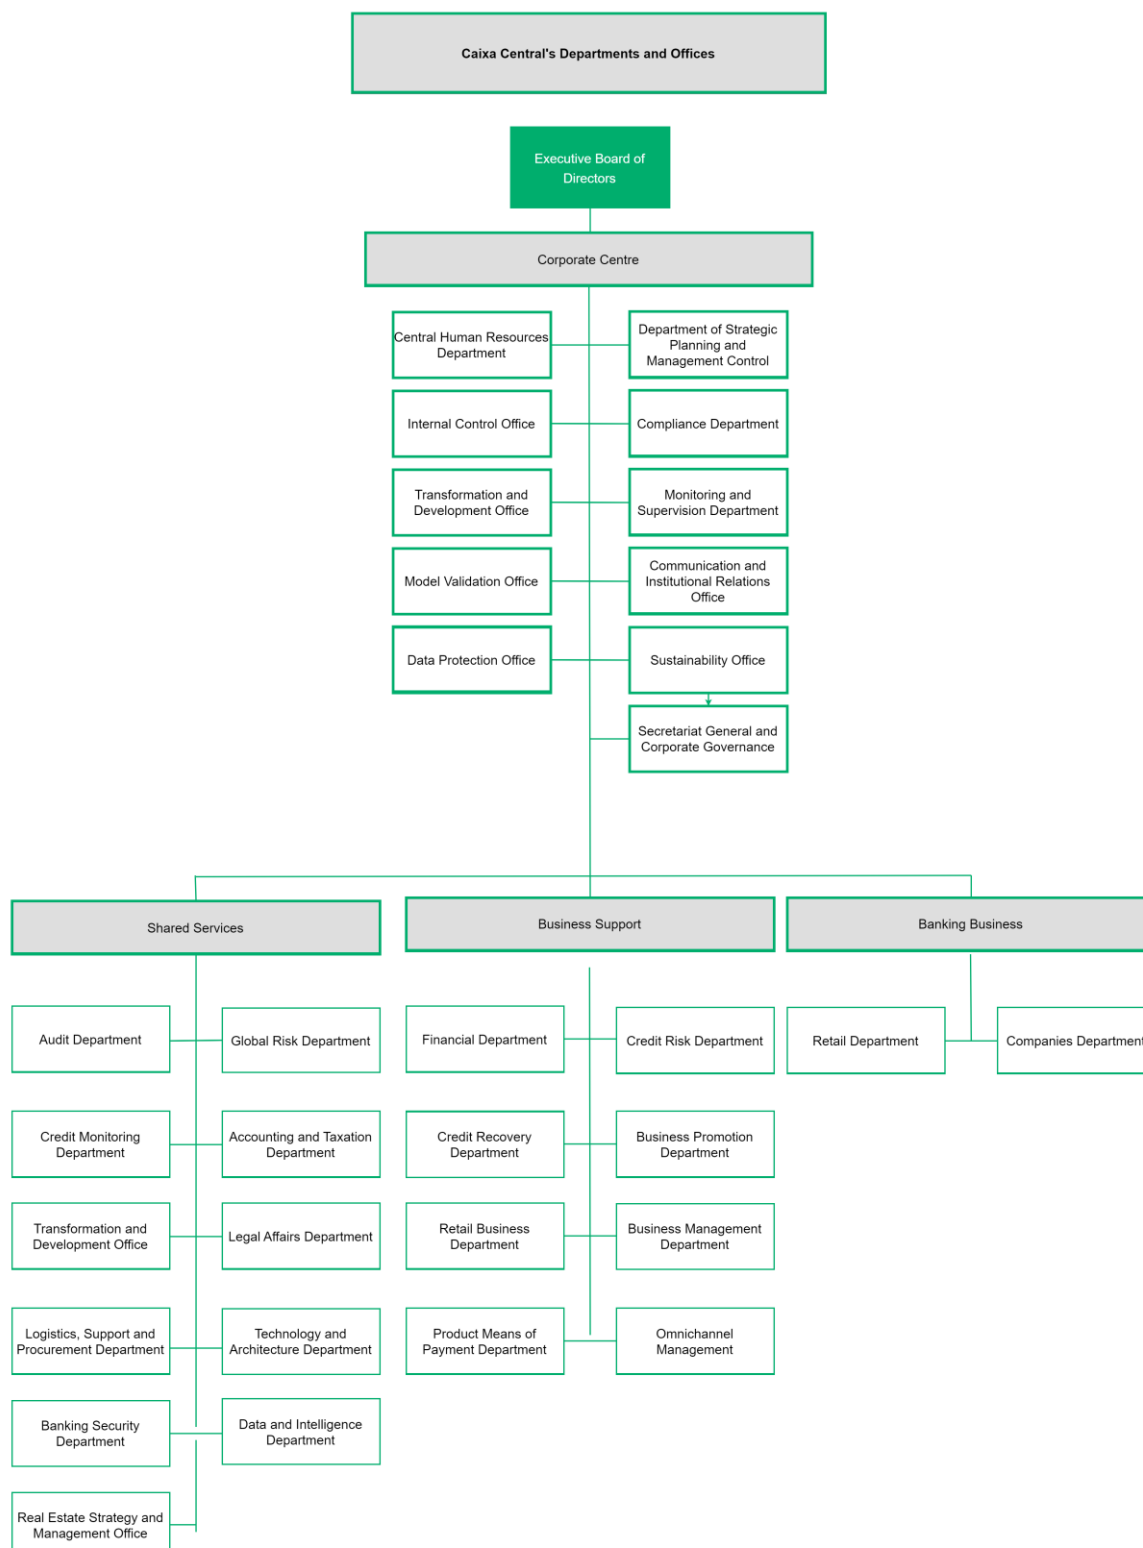 Caixa Central's Departments and Offices
Executive Board of
Directors
Corporate Centre
Central Human Resources
Department
Department of Strategic
Planning and
Management Control
Internal Control Office
Compliance Department
Transformation and
Development Office
Monitoring and
Supervision Department
Model Validation Office
Communication and
Institutional Relations
Office
Data Protection Office
Sustainability Office
Secretariat General and
Corporate Governance
Shared Services
Business Support
Banking Business
Audit Department
Global Risk Department
Financial Department
Credit Risk Department
Retail Department
Companies Department
Credit Monitoring
Department
Accounting and Taxation
Department
Credit Recovery
Department
Business Promotion
Department
Transformation and
Development Office
Legal Affairs Department
Retail Business
Department
Business Management
Department
Logistics, Support and
Procurement Department
Technology and
Architecture Department
Product Means of
Payment Department
Omnichannel
Management
Banking Security
Department
Data and Intelligence
Department
Real Estate Strategy and
Management Office